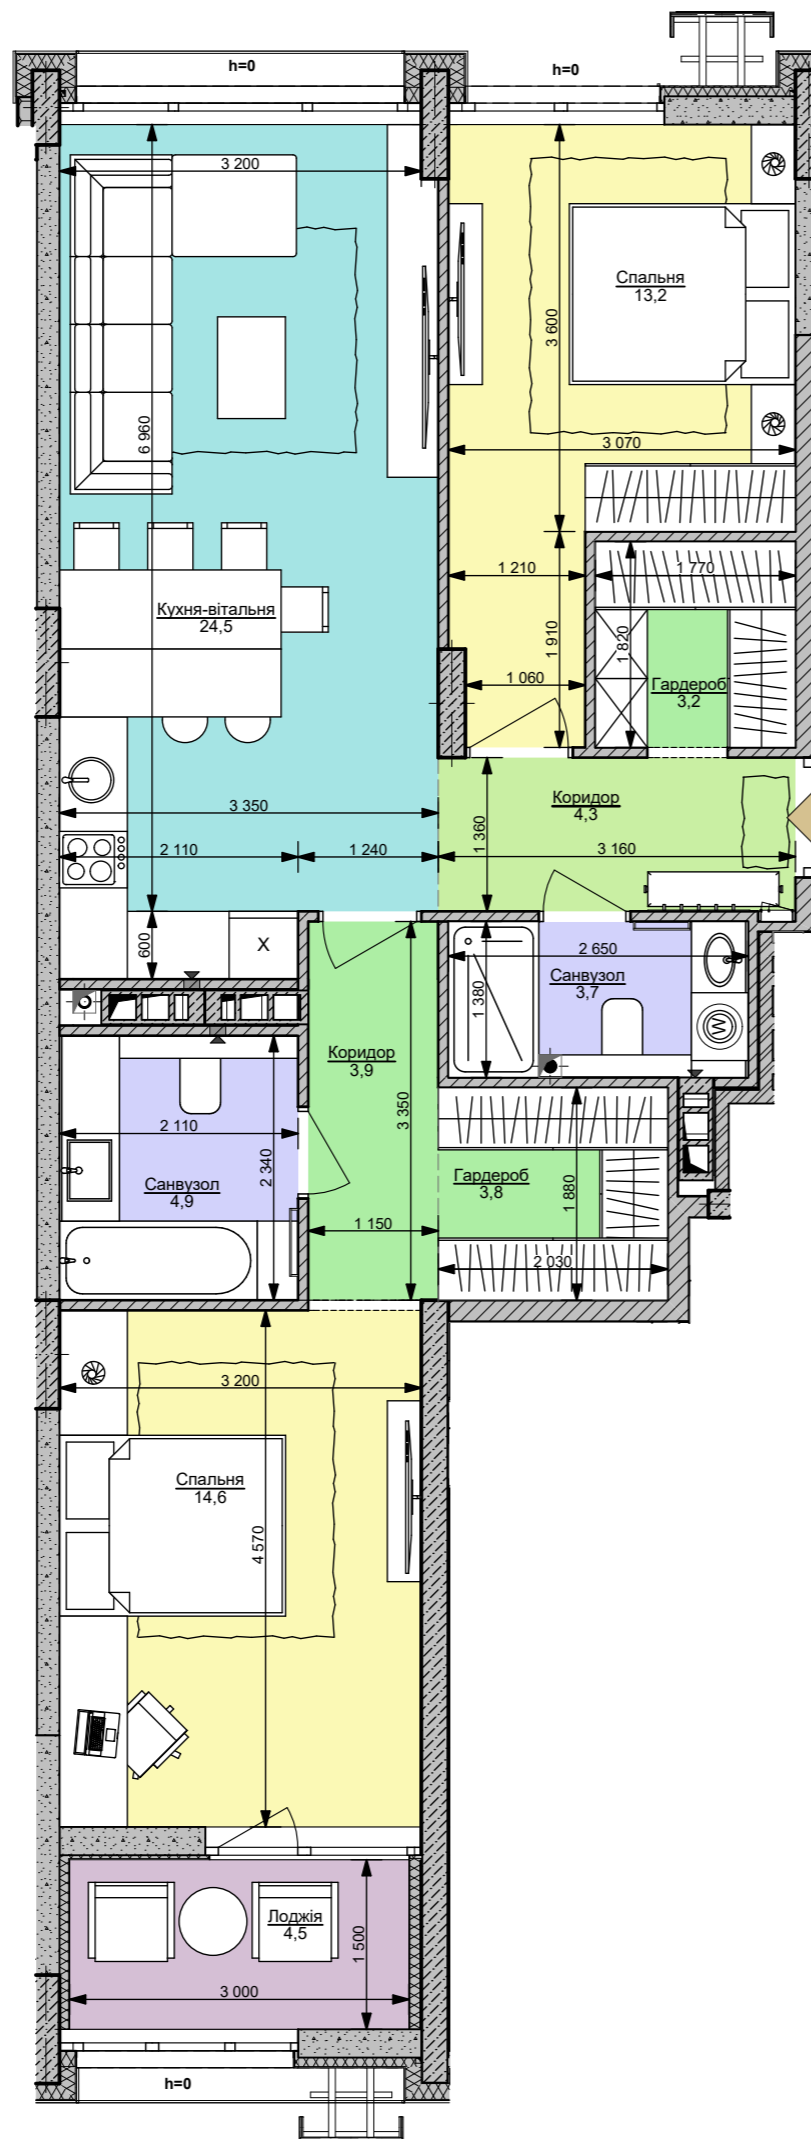 h=0
h=0
3 200
Спальня
13,2
3 600
6 960
3 070
1 210
1 770
Кухня-вітальня
24,5
1 910
1 820
1 060
Гардероб
3,2
3 350
Коридор
4,3
1 360
2 110
1 240
3 160
600
X
2 650
Санвузол
3,7
1 380
Коридор
3,9
3 350
2 110
2 340
Санвузол
4,9
Гардероб
3,8
1 880
1 150
2 030
3 200
Спальня
14,6
4 570
Лоджія
4,5
1 500
3 000
h=0